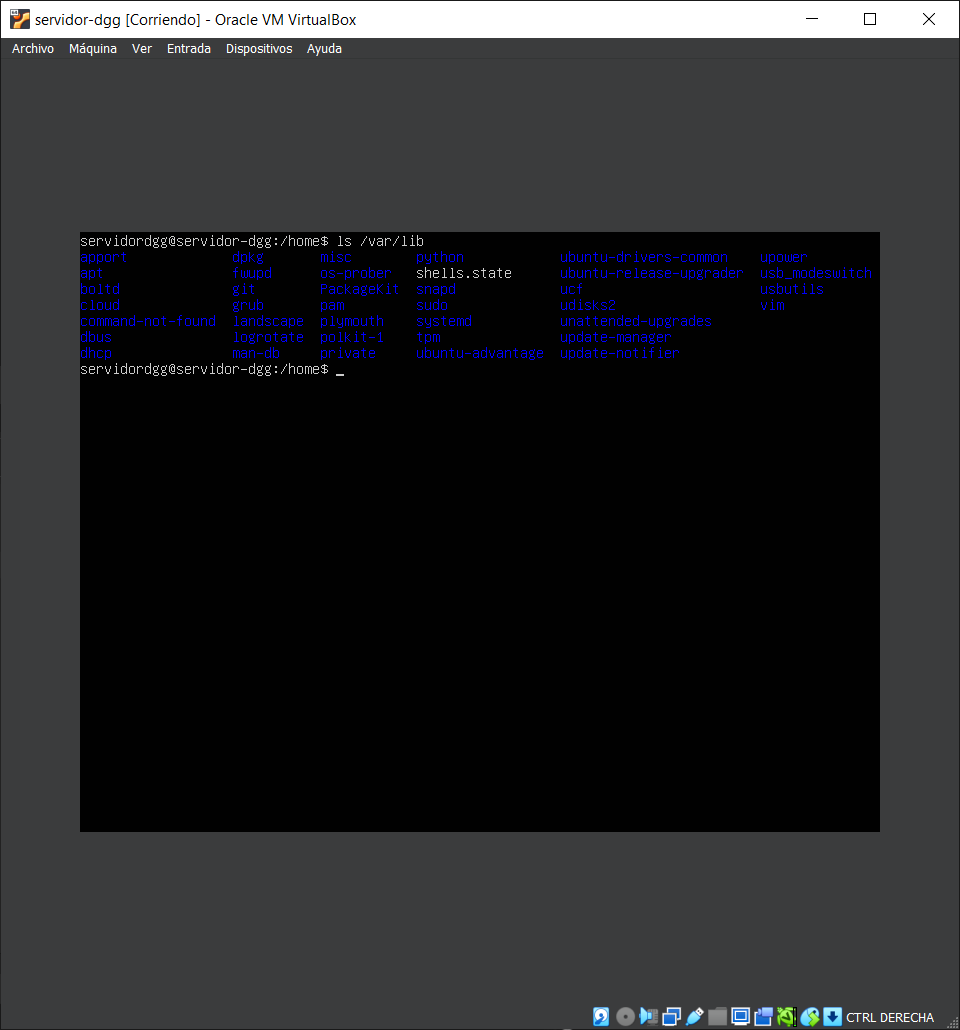 servidor-dgg [Corriendo] - Oracle VM VirtualBox
Archivo Máquina Ver Entrada Dispositivos Ayuda
servidordgg@servidor-dgg:/home$ ls /var/lib
apport dpkg misc python ubuntu-drivers-common upower
apt fwupd os-prober shells.state ubuntu-release-upgrader usb_modeswitch
boltd git PackageKit snapd ucf usbutils
cloud grub pam sudo udisks2 vim
command-not-found landscape plymouth systemd unattended-upgrades
dbus logrotate polkit-1 tpm update-manager
dhcp man-db private ubuntu-advantage update-notifier
servidordgg@servidor-dgg:/home$ _
CTRL DERECHA